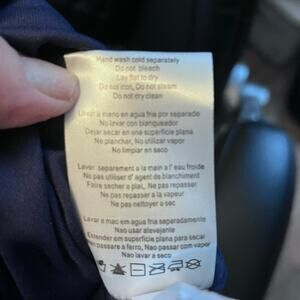 Hand wash cold separately
Do not bleach
Lay flat to dry
Do not iron, Do not steam
Do not dry clean
Lavar a mano en agua fria por separado
No lavar con blanqueador
Dejar secar en una superficie plana
No planchar, No utilizar vapor
No limpiar en seco
Laver separement a la main a l' eau froide
Ne pas utiliser d' agent de blanchiment
Faire secher a plat, Ne pas repasser
Ne pas repasser a la vapeur
Ne pas nettoyer a sec
Lavar a mao em agua fria separadamente
Nao usar alevejante
Estender em superficie plana para secar
Nao passare a ferro, Nao passar com vapor
Nao lavar a seco